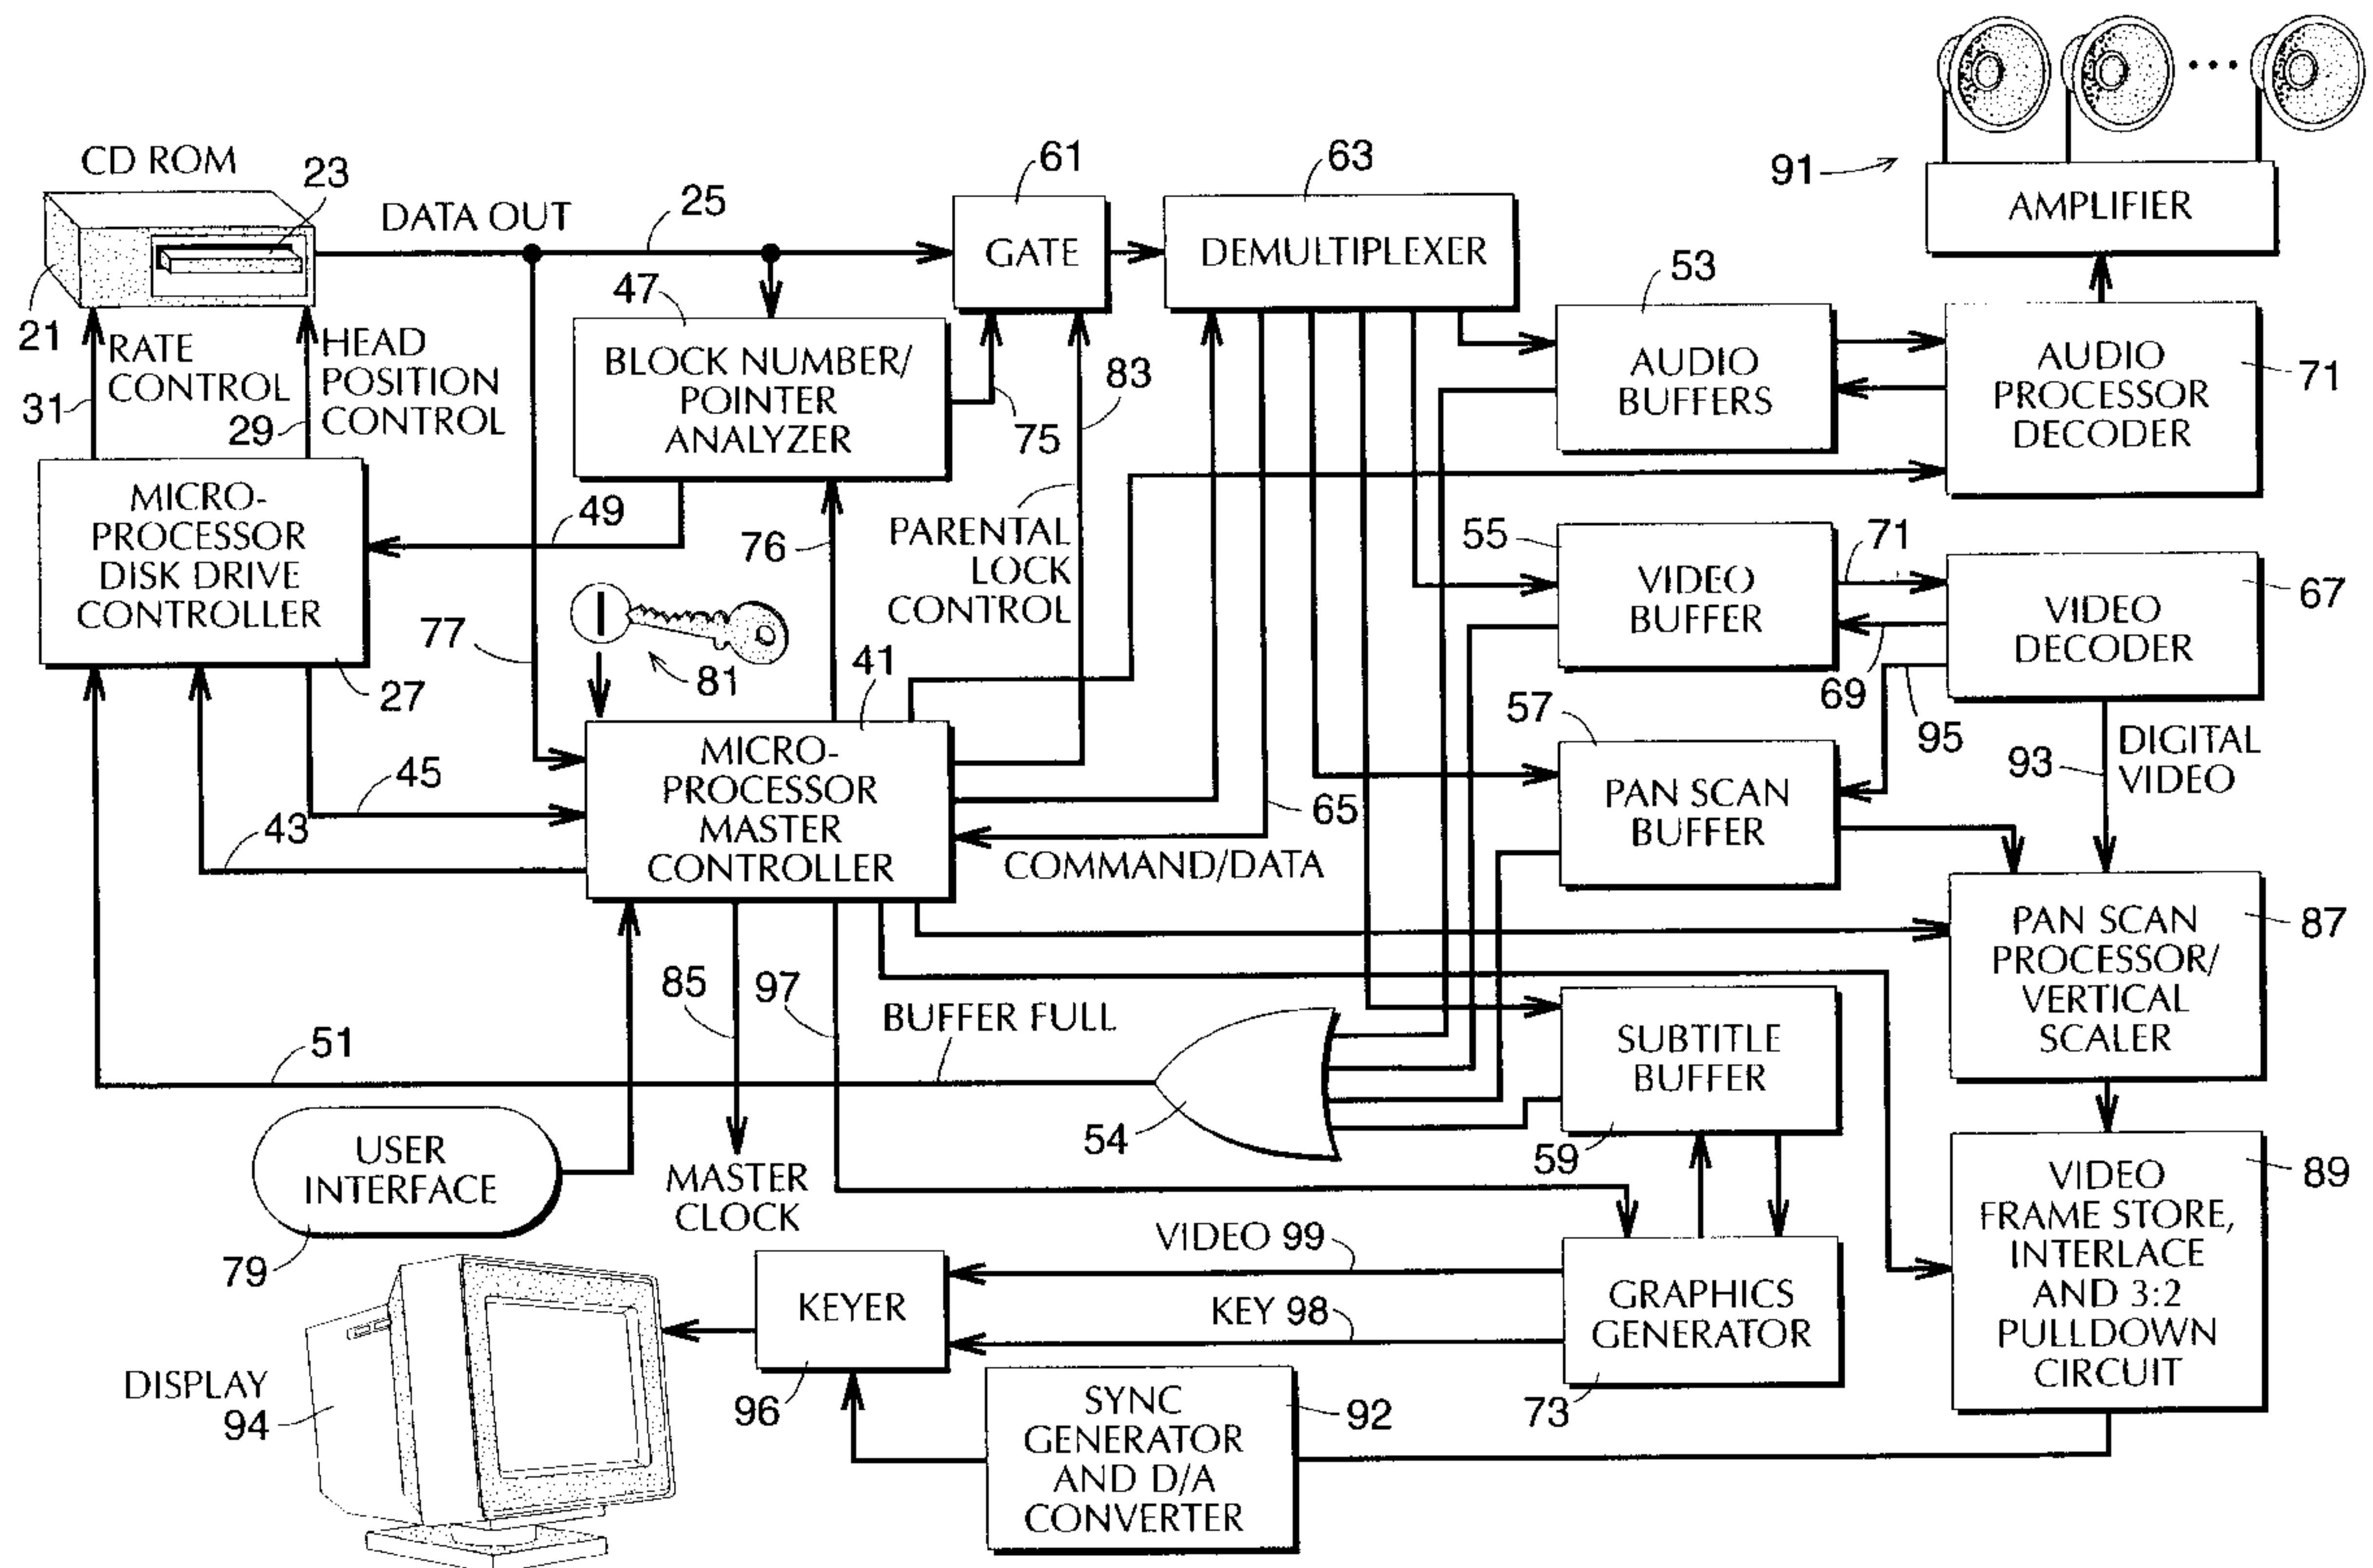 CD ROM
23
21
DATA OUT
25
61
GATE
63
DEMULTIPLEXER
91
AMPLIFIER
RATE
CONTROL
31
HEAD
POSITION
CONTROL
29
47
BLOCK NUMBER/
POINTER
ANALYZER
75
83
53
AUDIO
BUFFERS
AUDIO
PROCESSOR
DECODER
71
MICRO-
PROCESSOR
DISK DRIVE
CONTROLLER
27
49
76
77
81
PARENTAL
LOCK
CONTROL
55
VIDEO
BUFFER
71
69
VIDEO
DECODER
67
95
93
DIGITAL
VIDEO
41
MICRO-
PROCESSOR
MASTER
CONTROLLER
45
43
65
COMMAND/DATA
57
PAN SCAN
BUFFER
PAN SCAN
PROCESSOR/
VERTICAL
SCALER
87
85
97
BUFFER FULL
51
54
SUBTITLE
BUFFER
59
USER
INTERFACE
79
MASTER
CLOCK
VIDEO
FRAME STORE,
INTERLACE
AND 3:2
PULLDOWN
CIRCUIT
89
VIDEO 99
KEY 98
KEYER
96
GRAPHICS
GENERATOR
73
DISPLAY
94
SYNC
GENERATOR
AND D/A
CONVERTER
92